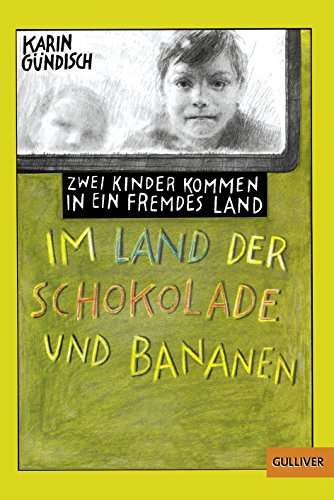 KARIN
GÜNDISCH
ZWEI KINDER KOMMEN
IN EIN FREMDES LAND
IM LAND DER
SCHOKOLADE
UND BANANEN
GULLIVER